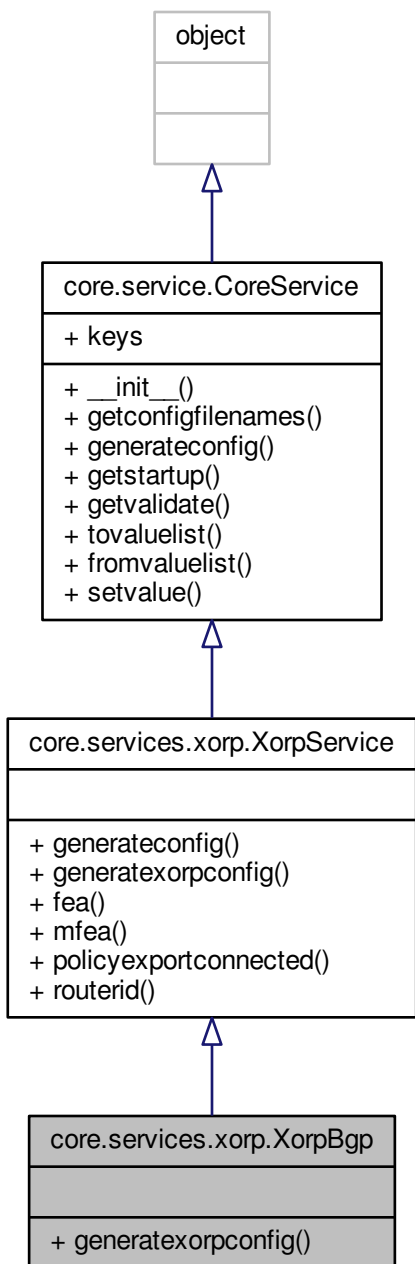 object
core.service.CoreService
+ keys
+ __init__()
+ getconfigfilenames()
+ generateconfig()
+ getstartup()
+ getvalidate()
+ tovaluelist()
+ fromvaluelist()
+ setvalue()
core.services.xorp.XorpService
+ generateconfig()
+ generatexorpconfig()
+ fea()
+ mfea()
+ policyexportconnected()
+ routerid()
core.services.xorp.XorpBgp
+ generatexorpconfig()